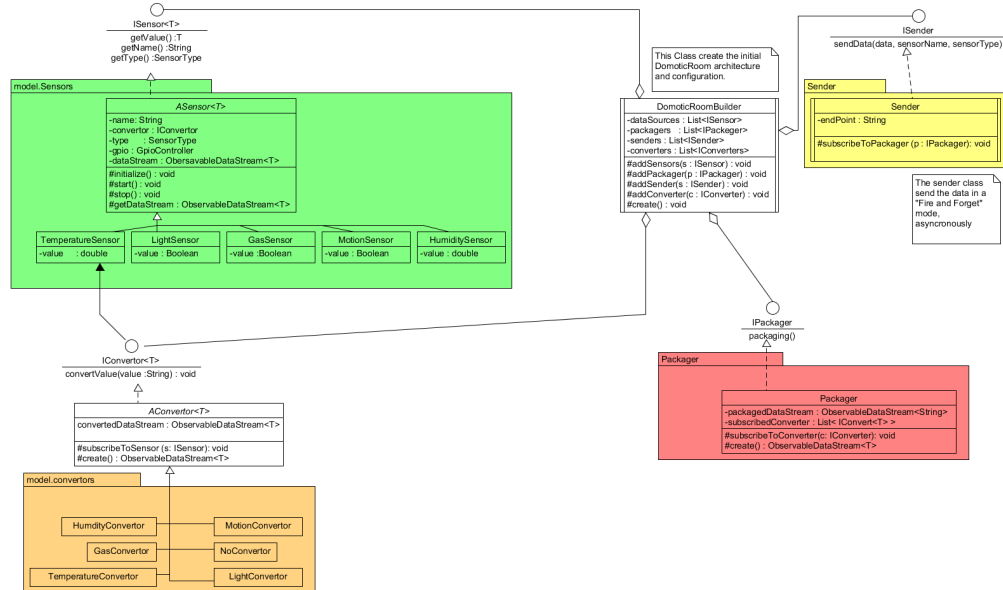 ISensor<T>
getValue() :T
getName() :String
getType() :SensorType
model.Sensors
ASensor<T>
-name: String
-convertor : IConvertor
-type : SensorType
-gpio : GpioController
-dataStream : ObersavableDataStream<T>
#initialize() : void
#start() : void
#stop() : void
#getDataStream : ObservableDataStream<T>
TemperatureSensor
-value : double
LightSensor
-value : Boolean
GasSensor
-value :Boolean
MotionSensor
-value : Boolean
HumiditySensor
-value : double
This Class create the initial
DomoticRoom architecture
and configuration.
DomoticRoomBuilder
-dataSources : List<ISensor>
-packagers : List<IPackeger>
-senders : List<ISender>
-converters : List<IConverters>
#addSensors(s : ISensor) : void
#addPackager(p : IPackager) : void
#addSender(s : ISender) : void
#addConverter(c : IConverter) : void
#create() : void
ISender
sendData(data, sensorName, sensorType)
Sender
Sender
-endPoint : String
#subscribeToPackager (p : IPackager): void
The sender class
send the data in a
"Fire and Forget"
mode,
asyncronously
IConvertor<T>
convertValue(value :String) : void
AConvertor<T>
convertedDataStream : ObservableDataStream<T>
#subscribeToSensor (s: ISensor): void
#create() : ObservableDataStream<T>
model.convertors
HumdityConvertor
MotionConvertor
GasConvertor
NoConvertor
TemperatureConvertor
LightConvertor
IPackager
packaging()
Packager
Packager
-packagedDataStream : ObservableDataStream<String>
-subscribedConverter : List< IConvert<T> >
#subscribeToConverter(c: IConverter): void
#create() : ObservableDataStream<T>